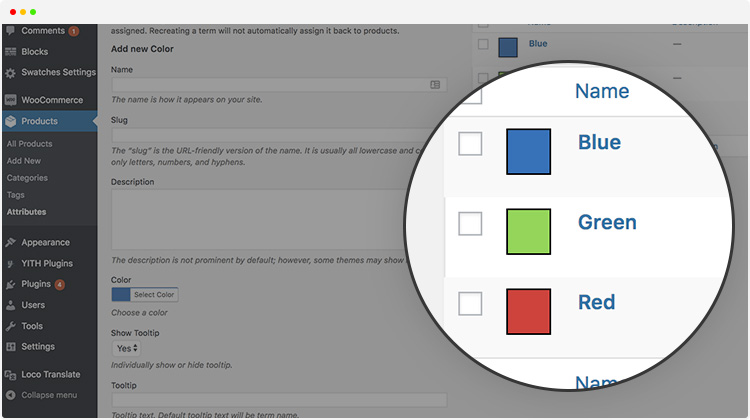 Comments 1
Blocks
Swatches Settings
WooCommerce
Products
All Products
Add New
Categories
Tags
Attributes
Appearance
YITH Plugins
Plugins 4
Users
Tools
Settings
Loco Translate
Collapse menu
assigned. Recreating a term will not automatically assign it back to products.
Add new Color
Name
The name is how it appears on your site.
Slug
The “slug” is the URL-friendly version of the name. It is usually all lowercase and
only letters, numbers, and hyphens.
Description
The description is not prominent by default; however, some themes may show
Color
Select Color
Choose a color
Show Tooltip
Yes
Individually show or hide tooltip.
Tooltip
Tooltip text. Default tooltip text will be term name.
Name
Description
Blue
—
—
Name
Blue
Green
Red
Name